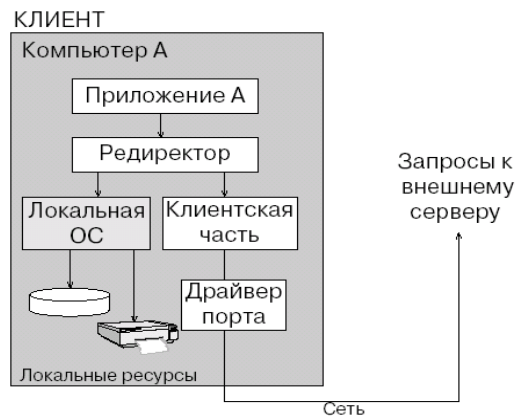 КЛИЕНТ
Компьютер А
Приложение А
Редиректор
Локальная
ОС
Клиентская
часть
Драйвер
порта
Локальные ресурсы
Сеть
Запросы к
внешнему
серверу